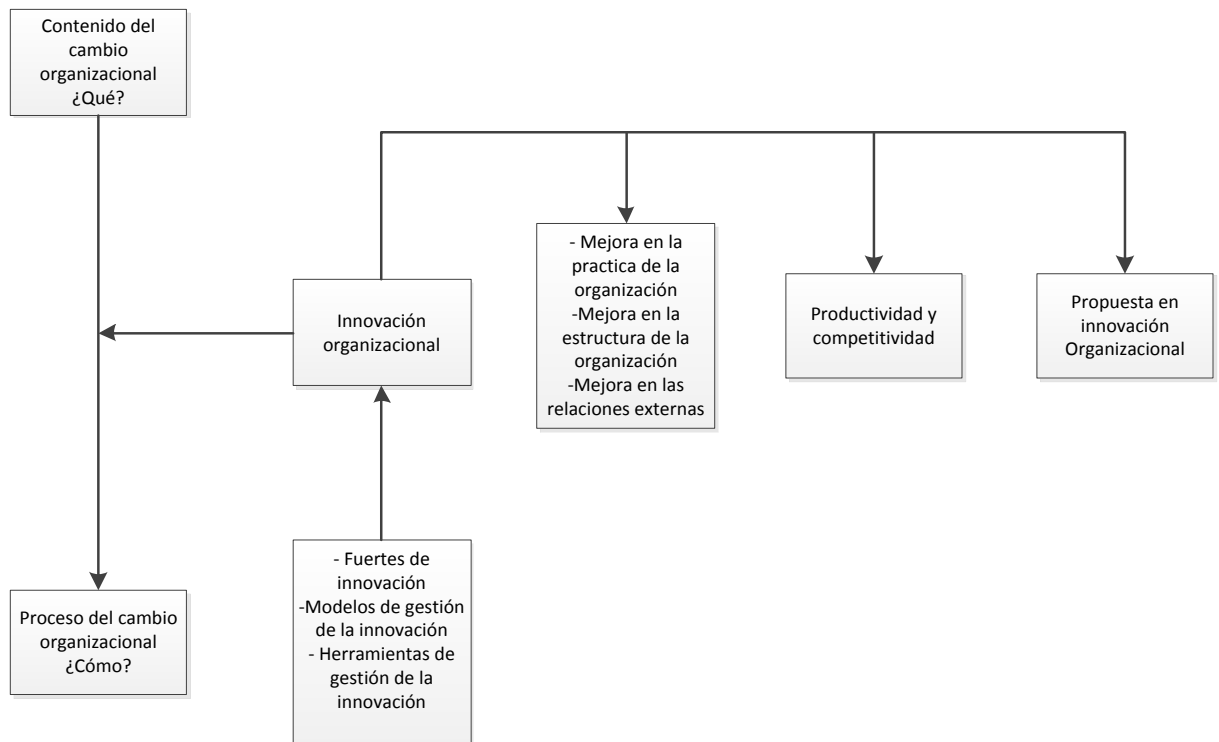 Contenido del
cambio
organizacional
¿Qué?
- Mejora en la
practica de la
organización
-Mejora en la
estructura de la
organización
-Mejora en las
relaciones externas
Innovación
organizacional
Productividad y
competitividad
Propuesta en
innovación
Organizacional
Proceso del cambio
organizacional
¿Cómo?
- Fuertes de
innovación
-Modelos de gestión
de la innovación
- Herramientas de
gestión de la
innovación